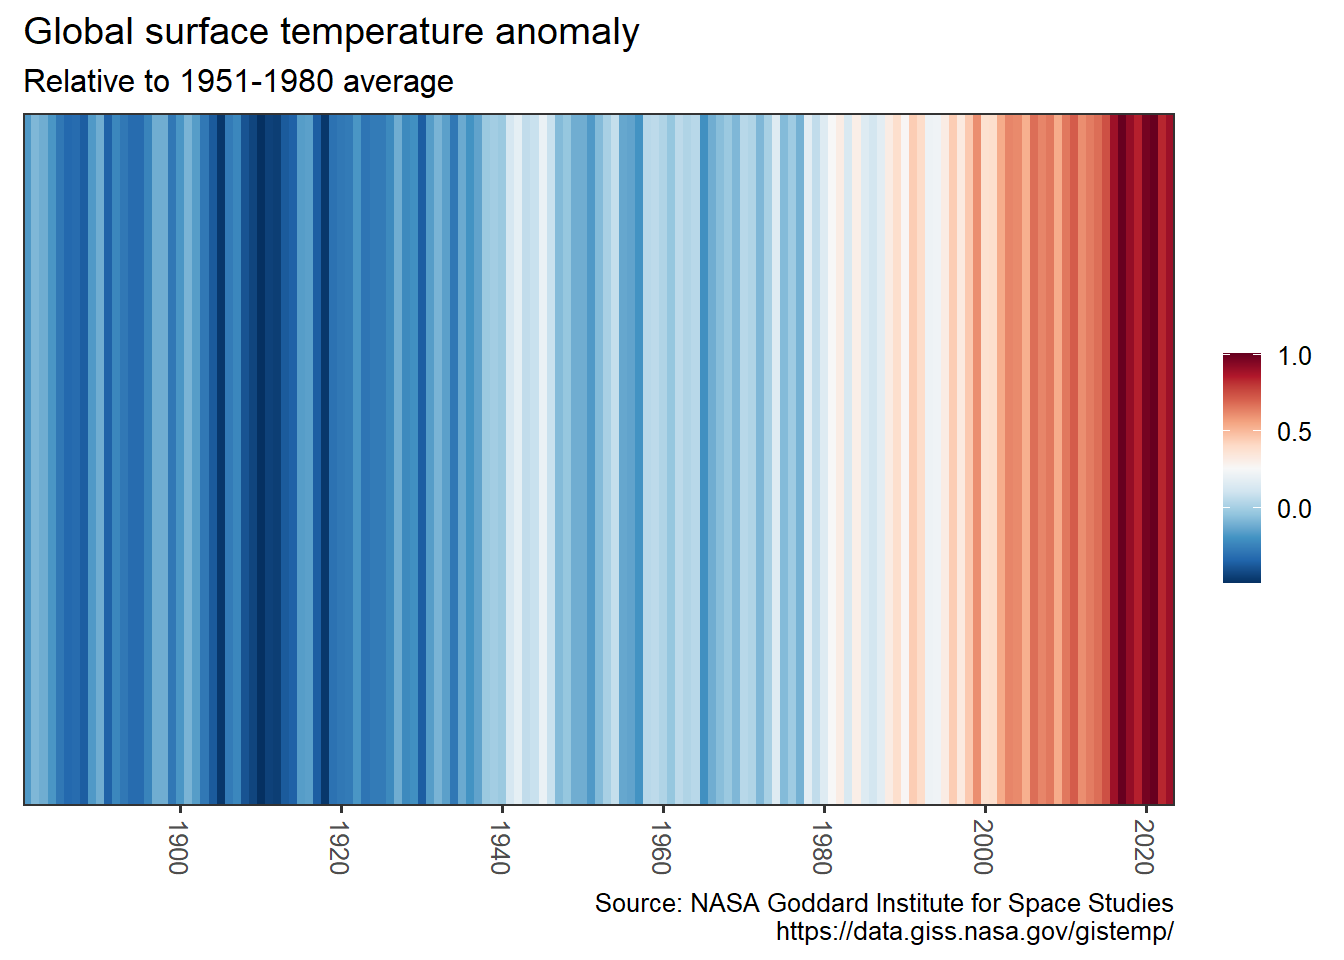 Global surface temperature anomaly
Relative to 1951-1980 average
1.0
0.5
0.0
1900
1920
1940
1960
1980
2000
2020
Source: NASA Goddard Institute for Space Studies
https://data.giss.nasa.gov/gistemp/